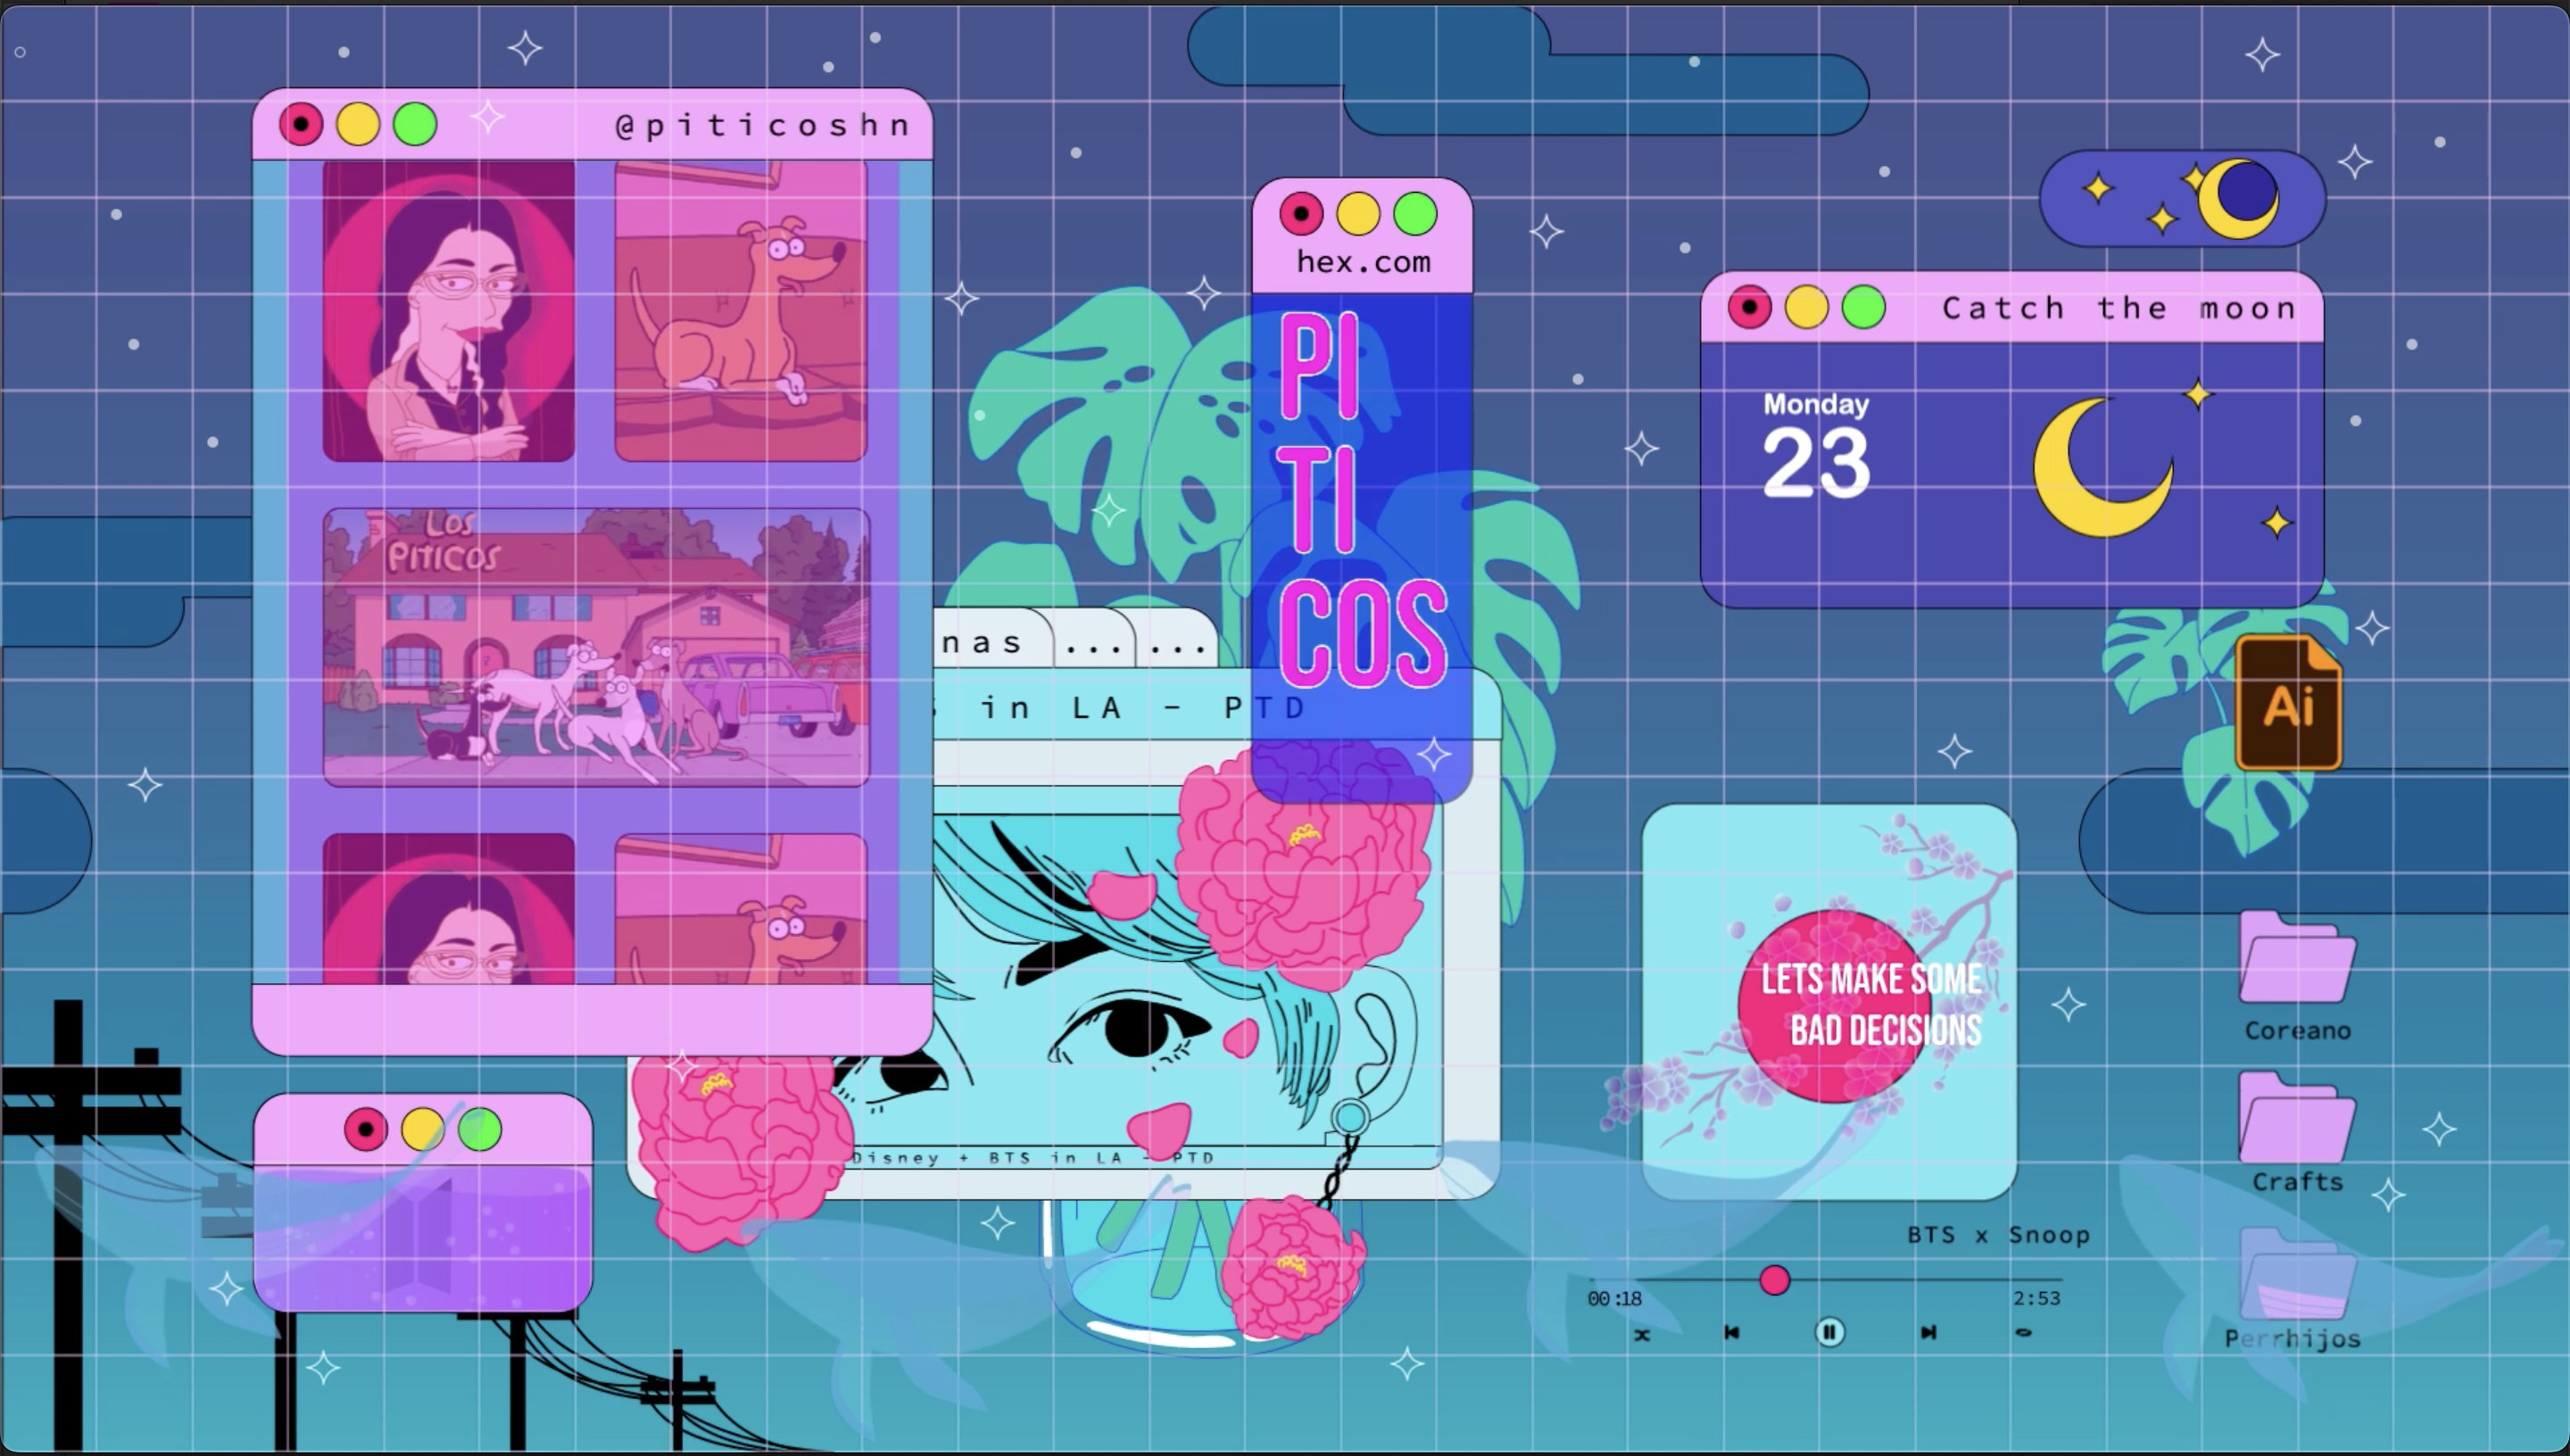 @piticoshn
LOS
PITICOS
hex.com
PI
TI
COS
Catch the moon
Monday
23
nas
...
...
in LA - PTD
Ai
LETS MAKE SOME
BAD DECISIONS
Disney + BTS in LA - PTD
BTS x Snoop
00:18
2:53
Coreano
Crafts
Perrhijos